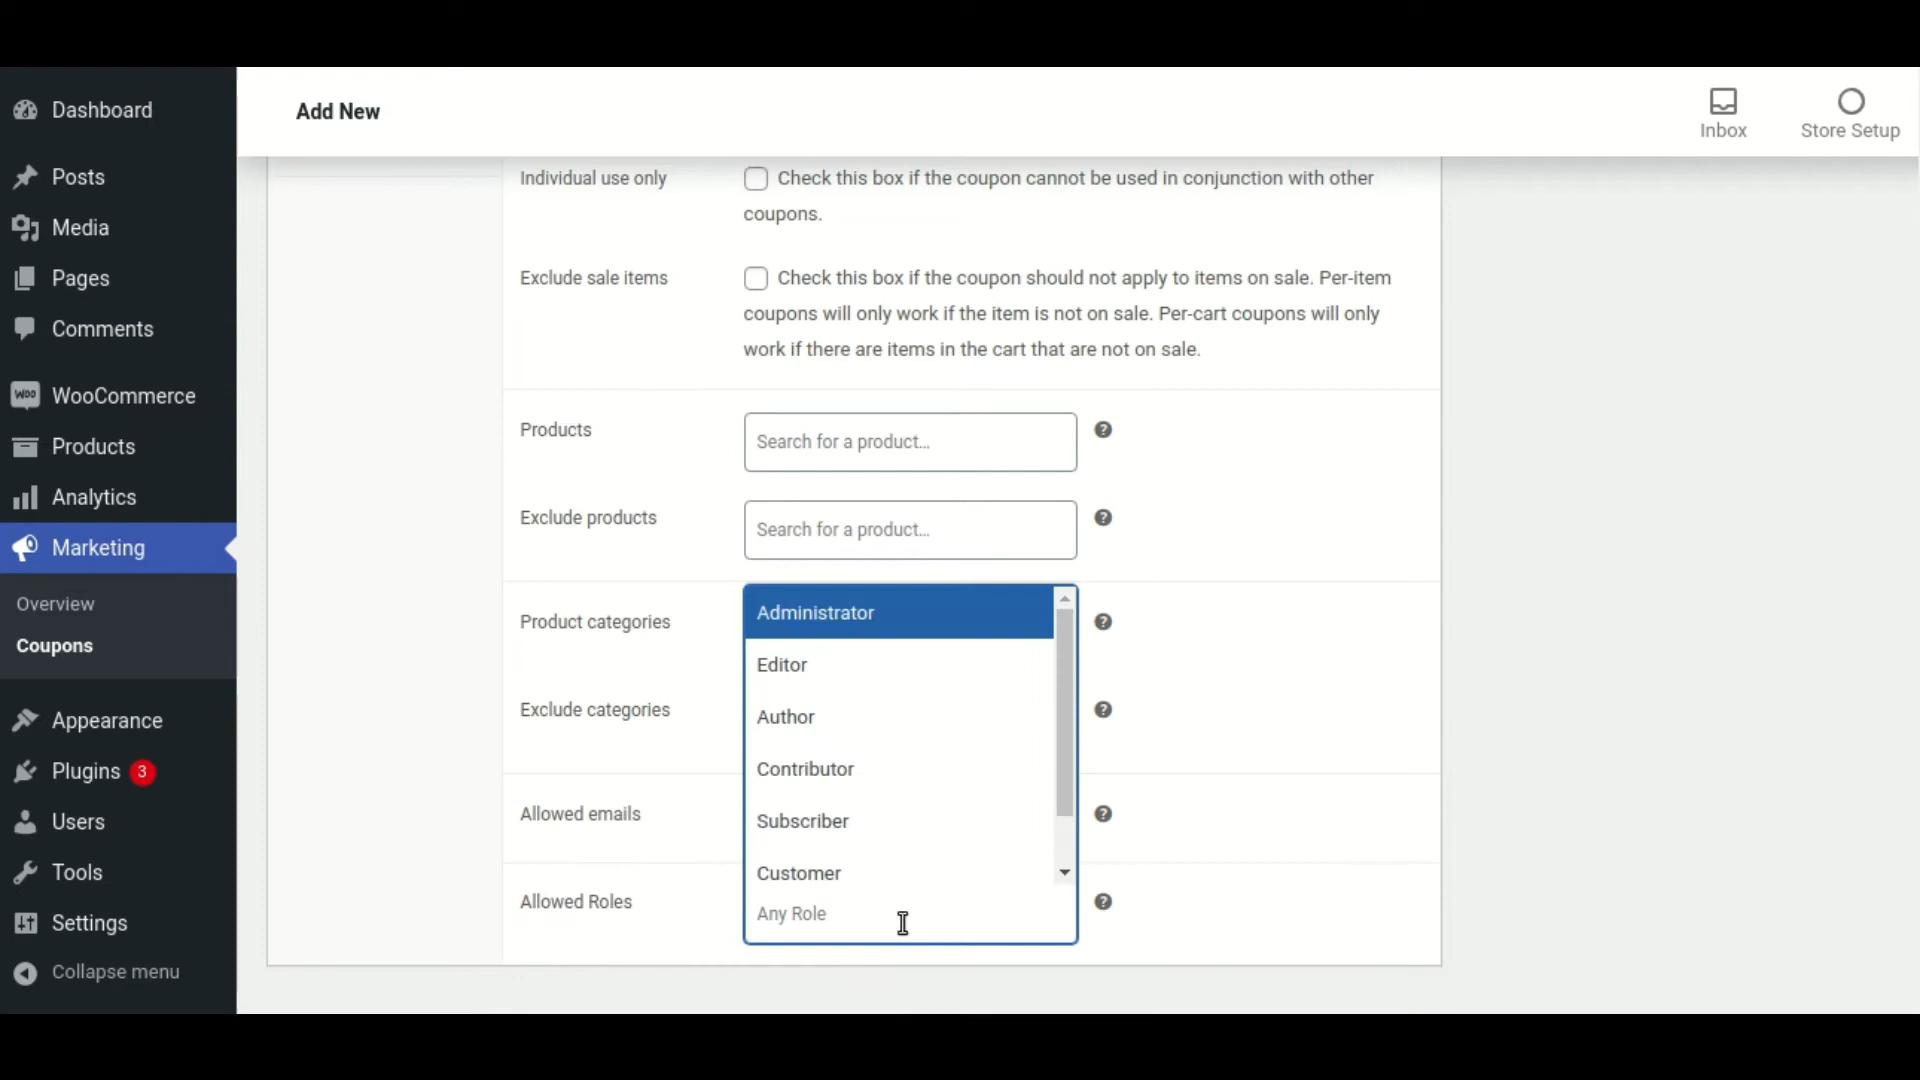 Dashboard
Posts
Media
Pages
Comments
WOO WooCommerce
Products
Analytics
Marketing
Overview
Coupons
Appearance
Plugins 3
Users
Tools
Settings
Collapse menu
Add New
Inbox
Store Setup
Individual use only
Check this box if the coupon cannot be used in conjunction with other
coupons.
Exclude sale items
Check this box if the coupon should not apply to items on sale. Per-item
coupons will only work if the item is not on sale. Per-cart coupons will only
work if there are items in the cart that are not on sale.
Products
Search for a product…
?
Exclude products
Search for a product…
?
Product categories
?
Exclude categories
?
Allowed emails
?
Allowed Roles
?
Administrator
Editor
Author
Contributor
Subscriber
Customer
Any Role